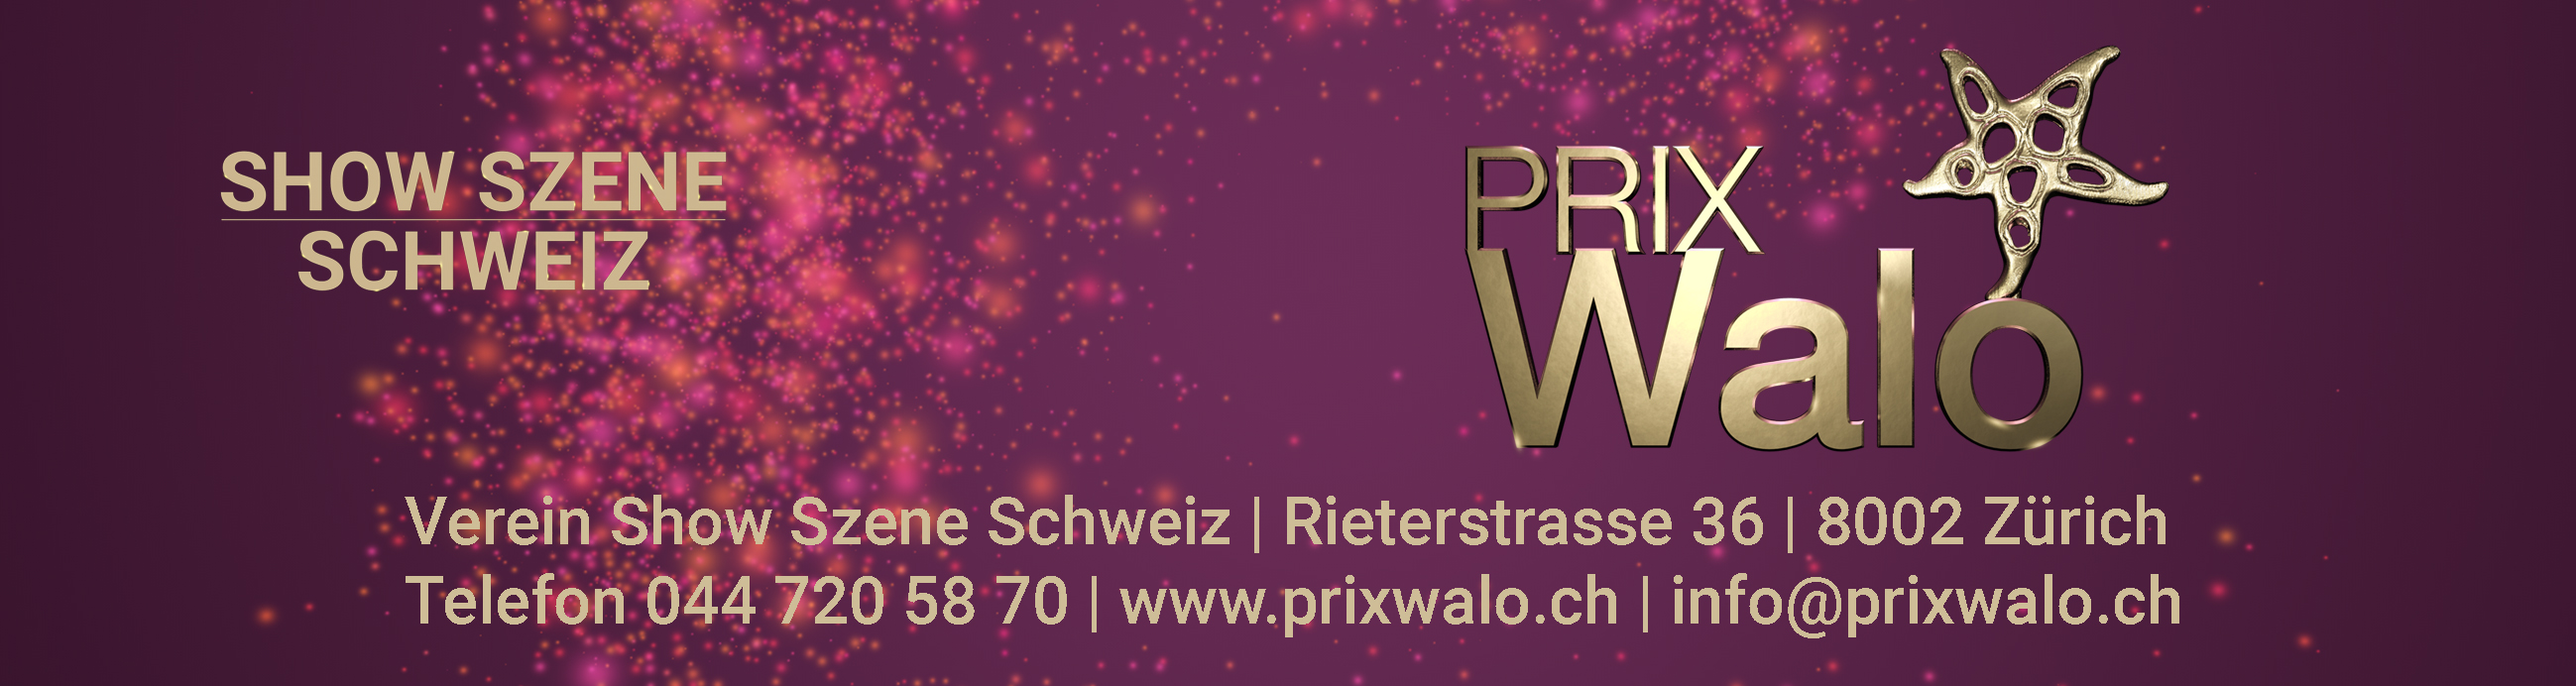 SHOW SZENE
SCHWEIZ
PRIX
Walo
Verein Show Szene Schweiz | Rieterstrasse 36 | 8002 Zürich
Telefon 044 720 58 70 | www.prixwalo.ch | info@prixwalo.ch